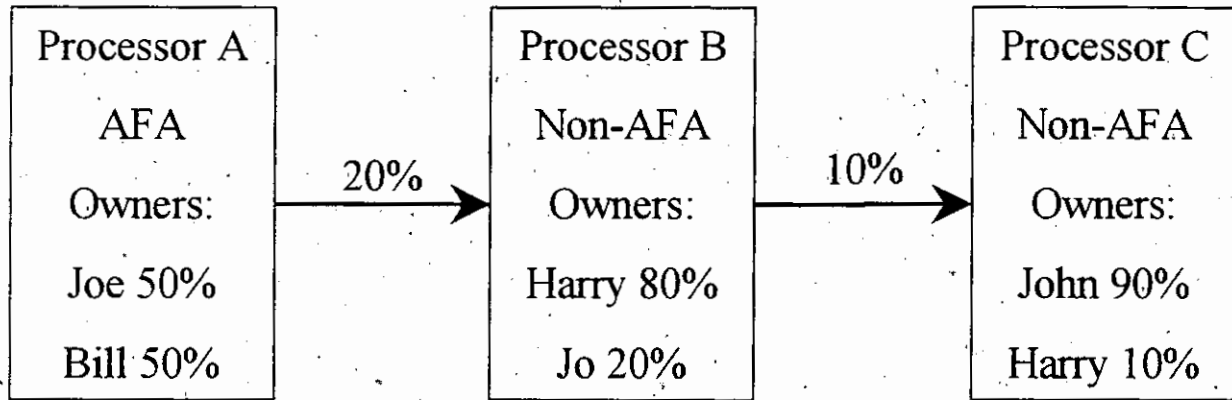 Processor A
AFA
Owners:
Joe 50%
Bill 50%
20%
Processor B
Non-AFA
Owners:
Harry 80%
Jo 20%
10%
Processor C
Non-AFA
Owners:
John 90%
Harry 10%